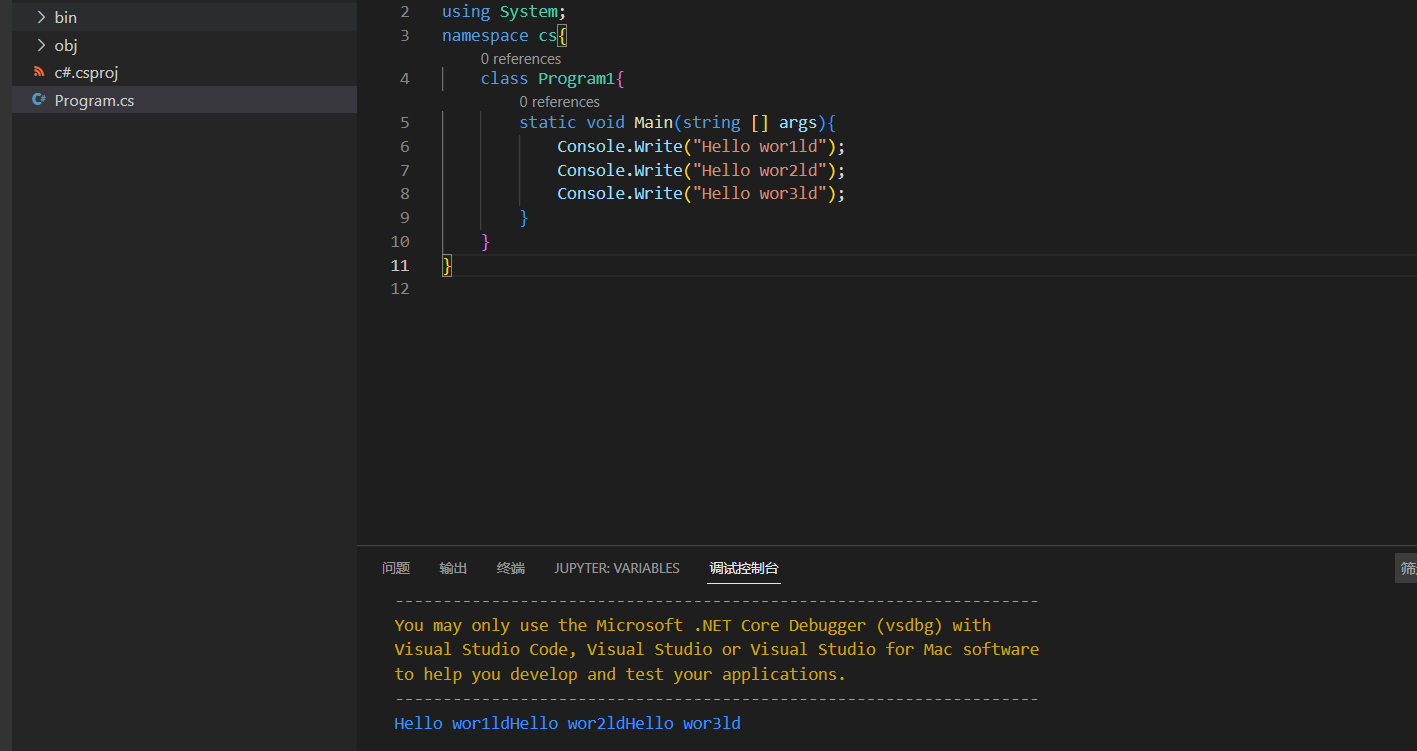 bin
obj
c#.csproj
Program.cs
2 using System;
3 namespace cs{
0 references
4 class Program1{
0 references
5 static void Main(string [] args){
6 Console.Write("Hello wor1ld");
7 Console.Write("Hello wor2ld");
8 Console.Write("Hello wor3ld");
9 }
10 }
11 }
12
问题 输出 终端 JUPYTER: VARIABLES 调试控制台
-------------------------------------------------------------------
You may only use the Microsoft .NET Core Debugger (vsdbg) with
Visual Studio Code, Visual Studio or Visual Studio for Mac software
to help you develop and test your applications.
-------------------------------------------------------------------
Hello wor1ldHello wor2ldHello wor3ld